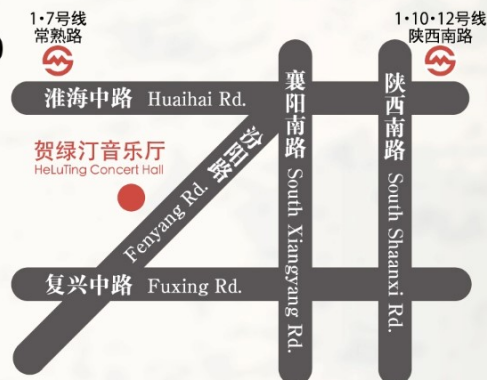 1·7号线
常熟路
1·10·12号线
陕西南路
淮海中路 Huaihai Rd.
襄阳南路 South Xiangyang Rd.
陕西南路 South Shaanxi Rd.
汾阳路 Fenyang Rd.
贺绿汀音乐厅
HeLuTing Concert Hall
复兴中路 Fuxing Rd.